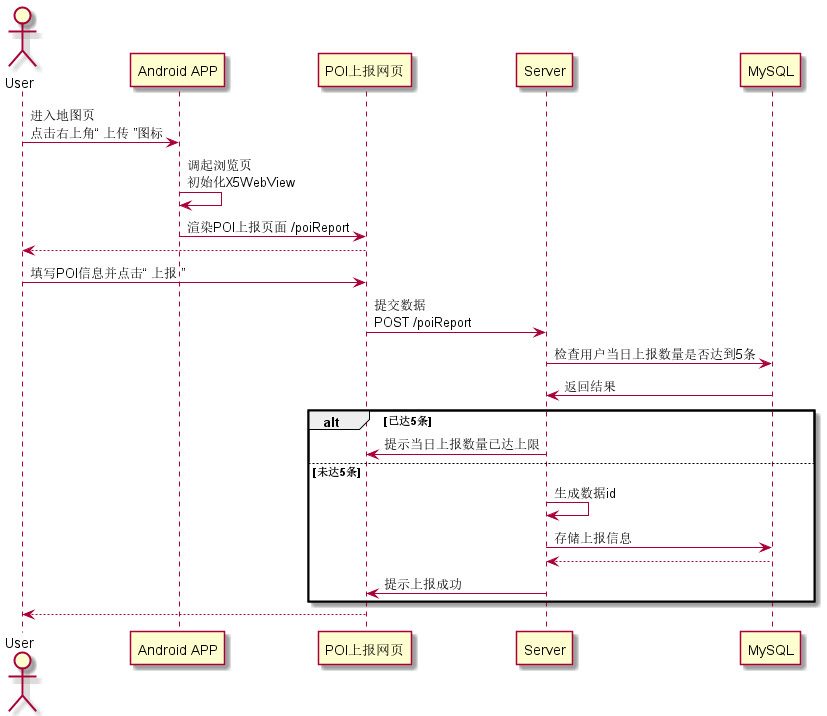 User
Android APP
POI上报网页
Server
MySQL
进入地图页
点击右上角“ 上传 ”图标
调起浏览页
初始化X5WebView
渲染POI上报页面 /poiReport
填写POI信息并点击“ 上报 ”
提交数据
POST /poiReport
检查用户当日上报数量是否达到5条
返回结果
alt
[已达5条]
提示当日上报数量已达上限
[未达5条]
生成数据id
存储上报信息
提示上报成功
User
Android APP
POI上报网页
Server
MySQL